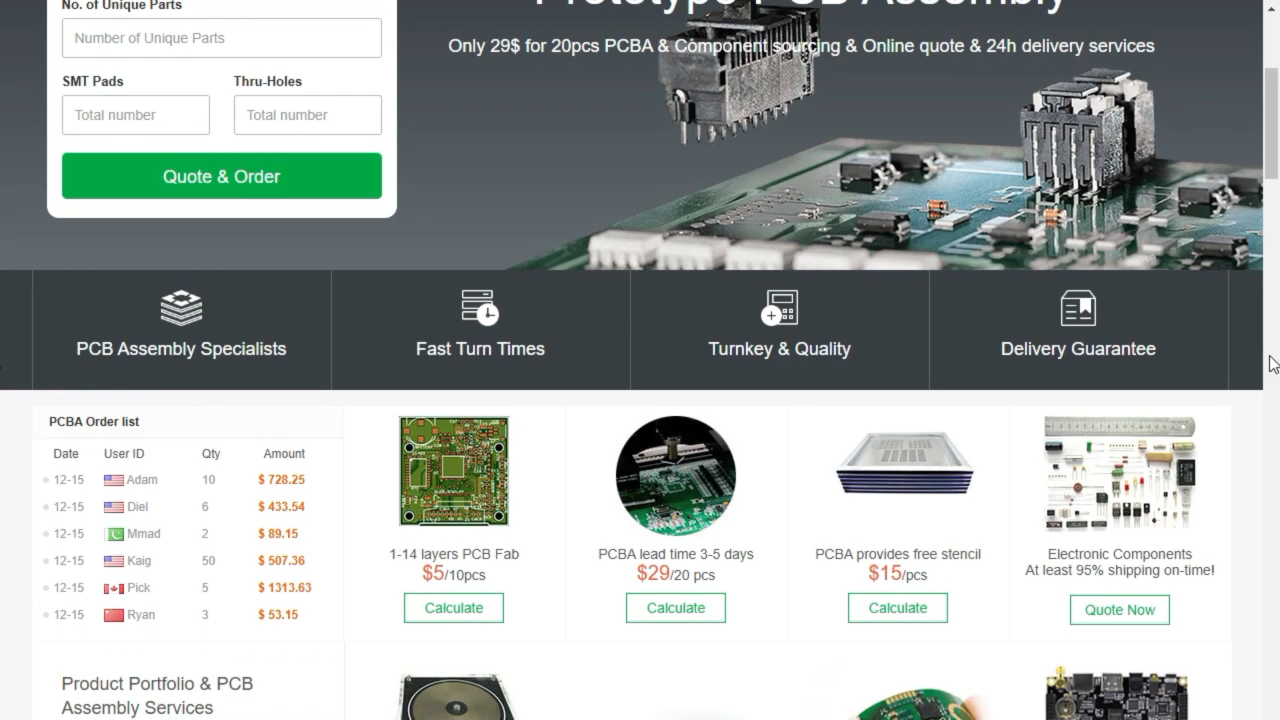 No. of Unique Parts
Number of Unique Parts
SMT Pads
Thru-Holes
Total number
Total number
Quote & Order
Prototype PCB Assembly
Only 29$ for 20pcs PCBA & Component sourcing & Online quote & 24h delivery services
PCB Assembly Specialists
Fast Turn Times
Turnkey & Quality
Delivery Guarantee
PCBA Order list
Date User ID Qty Amount
12-15 Adam 10 $ 728.25
12-15 Diel 6 $ 433.54
12-15 Mmad 2 $ 89.15
12-15 Kaig 50 $ 507.36
12-15 Pick 5 $ 1313.63
12-15 Ryan 3 $ 53.15
1-14 layers PCB Fab
$5/10pcs
Calculate
PCBA lead time 3-5 days
$29/20 pcs
Calculate
PCBA provides free stencil
$15/pcs
Calculate
Electronic Components
At least 95% shipping on-time!
Quote Now
Product Portfolio & PCB
Assembly Services